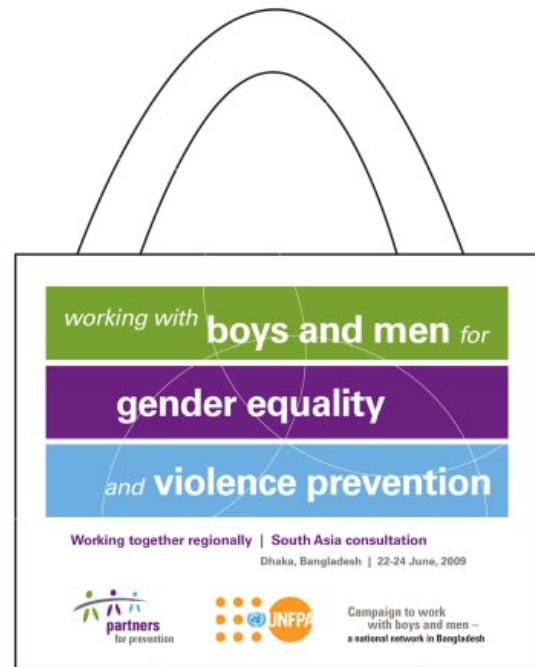 working with boys and men for
gender equality
and violence prevention
Working together regionally | South Asia consultation
Dhaka, Bangladesh | 22-24 June, 2009
partners
for prevention
UNFPA
Campaign to work
with boys and men –
a national network in Bangladesh